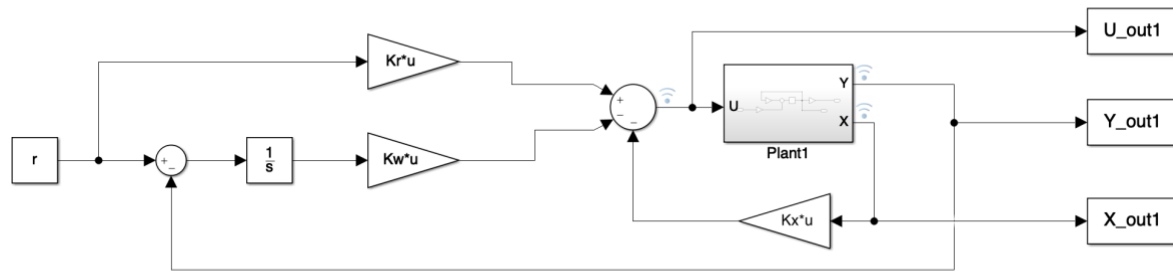 U_out1
Kr*u
Y
U
X
Plant1
Y_out1
r
1
s
Kw*u
Kx*u
X_out1
+
−
−
+
−